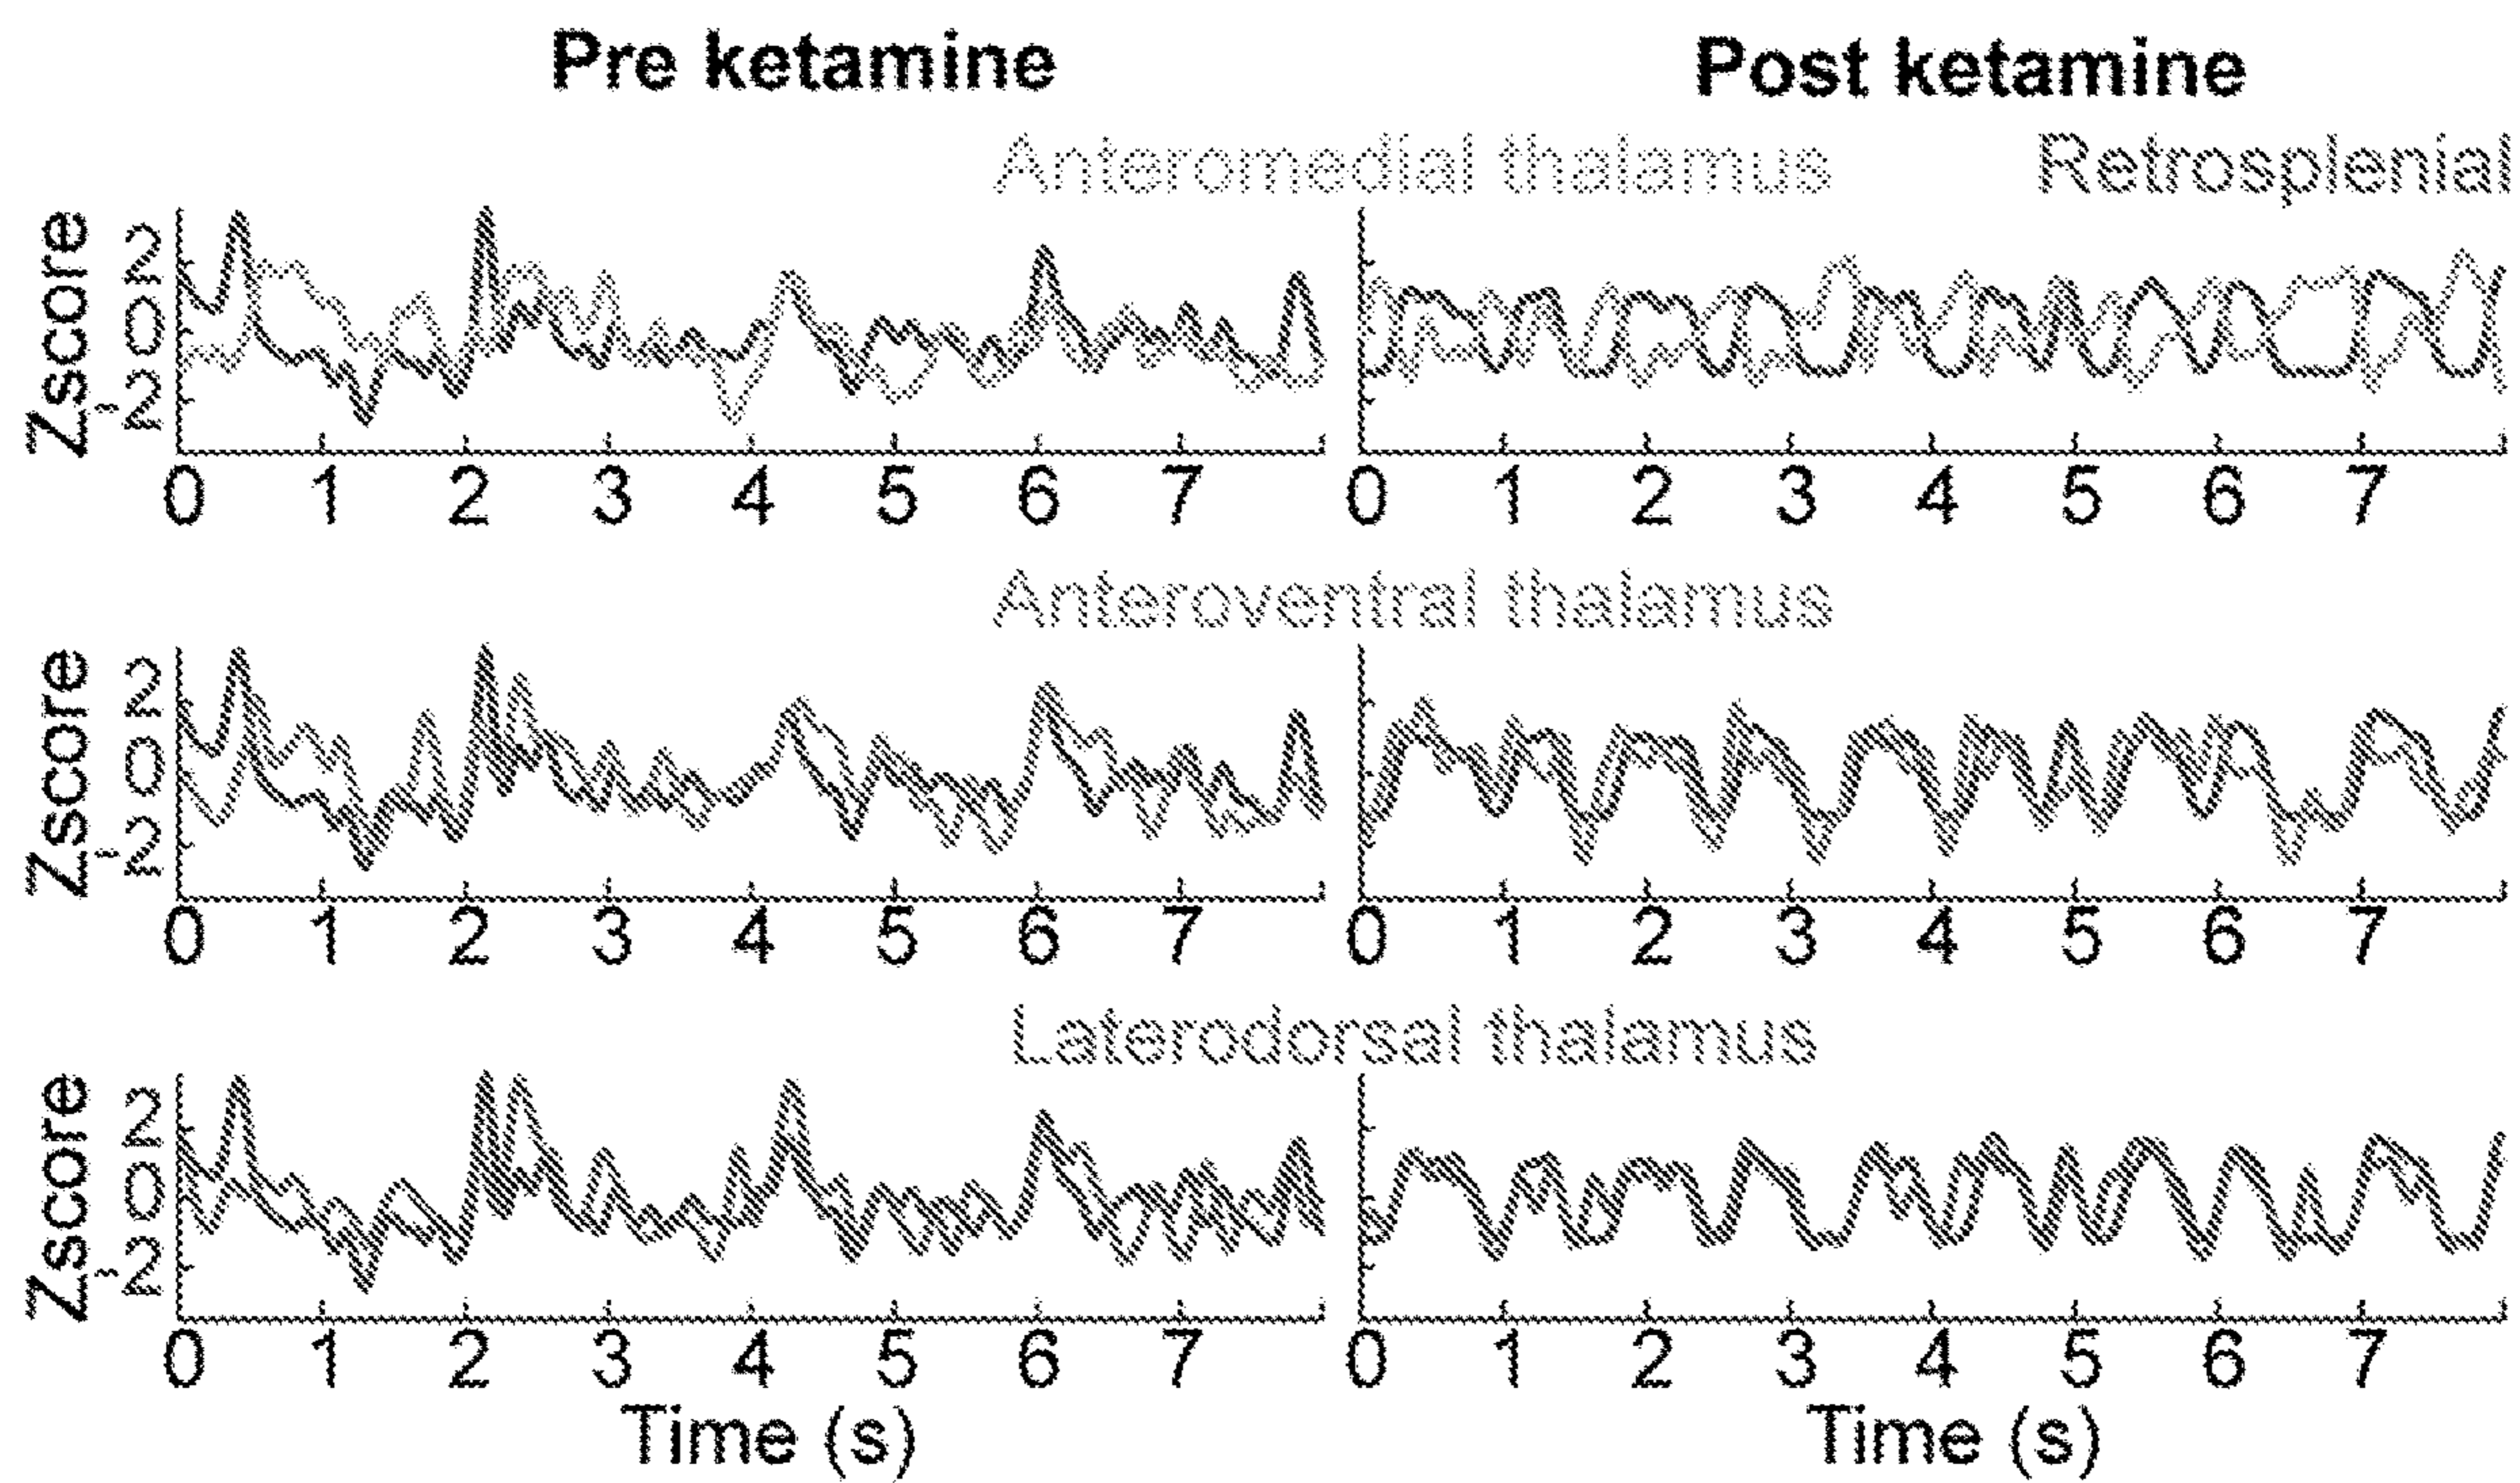 Pre ketamine Post ketamine
Anteromedial thalamus Retrosplenial
Zscore 2 0 -2
0 1 2 3 4 5 6 7 0 1 2 3 4 5 6 7
Anteroventral thalamus
Zscore 2 0 -2
0 1 2 3 4 5 6 7 0 1 2 3 4 5 6 7
Laterodorsal thalamus
Zscore 2 0 -2
0 1 2 3 4 5 6 7 0 1 2 3 4 5 6 7
Time (s) Time (s)